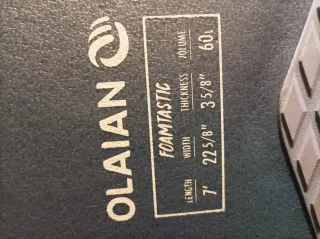 OLAIAN
FOAMTASTIC
LENGTH WIDTH THICKNESS VOLUME
7' 22 5/8" 3 5/8" 60L